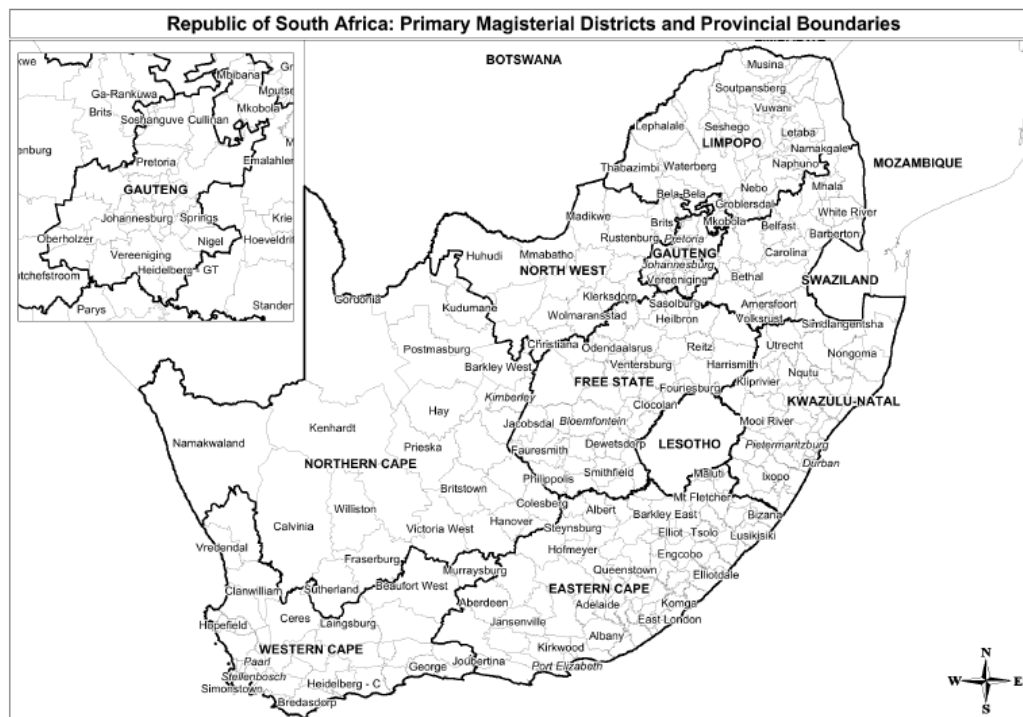 Republic of South Africa: Primary Magisterial Districts and Provincial Boundaries
BOTSWANA
MOZAMBIQUE
SWAZILAND
LESOTHO
Ga-Rankuwa
Mbibana
Brits
Soshanguve
Cullinan
Mkobola
Pretoria
GAUTENG
Johannesburg
Springs
Oberholzer
Nigel
Vereeniging
Heidelberg - GT
Parys
Musina
Soutpansberg
Vuwani
Lephalale
Seshego
Letaba
LIMPOPO
Namakgale
Thabazimbi
Waterberg
Naphuno
Nebo
Mhala
Bela-Bela
Groblersdal
Madikwe
Brits
Mkobola
White River
Belfast
Barberton
Rustenburg
Pretoria
GAUTENG
Johannesburg
Carolina
Huhudi
Mmabatho
NORTH WEST
Vereeniging
Bethal
Gordonia
Kudumane
Klerksdorp
Sasolburg
Amersfoort
Wolmaransstad
Heilbron
Volksrust
Simdlangentsha
Postmasburg
Christiana
Odendaalsrus
Reitz
Utrecht
Nongoma
Barkley West
Ventersburg
Harrismith
Nqutu
FREE STATE
Kliprivier
Kimberley
Fouriesburg
KWAZULU-NATAL
Hay
Clocolan
Kenhardt
Jacobsdal
Bloemfontein
Mooi River
Namakwaland
Prieska
Dewetsdorp
Pietermaritzburg
Fauresmith
Durban
NORTHERN CAPE
Smithfield
Maluti
Ixopo
Philippolis
Britstown
Mt Fletcher
Colesberg
Albert
Williston
Barkley East
Bizana
Calvinia
Victoria West
Hanover
Steynsburg
Elliot
Tsolo
Lusikisiki
Vredendal
Hofmeyer
Engcobo
Fraserburg
Queenstown
Murraysburg
Elliotdale
Clanwilliam
Sutherland
Beaufort West
EASTERN CAPE
Aberdeen
Adelaide
Komga
Hopefield
Ceres
Laingsburg
Jansenville
East London
WESTERN CAPE
Albany
Kirkwood
Paarl
George
Joubertina
Port Elizabeth
Stellenbosch
Simonstown
Heidelberg - C
Bredasdorp
N
W
E
S